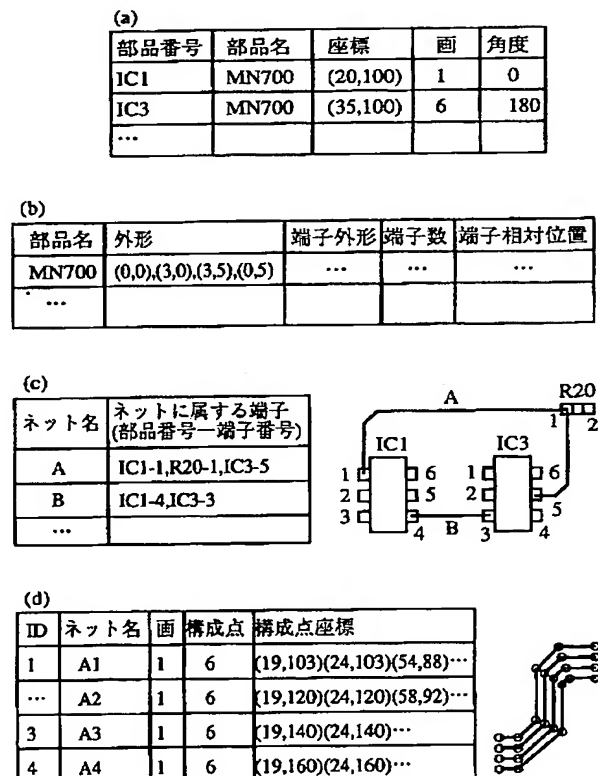 (a)
部品番号 部品名 座標 画 角度
IC1 MN700 (20,100) 1 0
IC3 MN700 (35,100) 6 180
…
(b)
部品名 外形 端子外形 端子数 端子相対位置
MN700 (0,0),(3,0),(3,5),(0,5) … … …
…
(c)
ネット名 ネットに属する端子
(部品番号ー端子番号)
A IC1-1,R20-1,IC3-5
B IC1-4,IC3-3
…
A R20
1 2
IC1 IC3
1 6 1 6
2 5 2 5
3 4 B 3 4
(d)
ID ネット名 画 構成点 構成点座標
1 A1 1 6 (19,103)(24,103)(54,88)…
… A2 1 6 (19,120)(24,120)(58,92)…
3 A3 1 6 (19,140)(24,140)…
4 A4 1 6 (19,160)(24,160)…